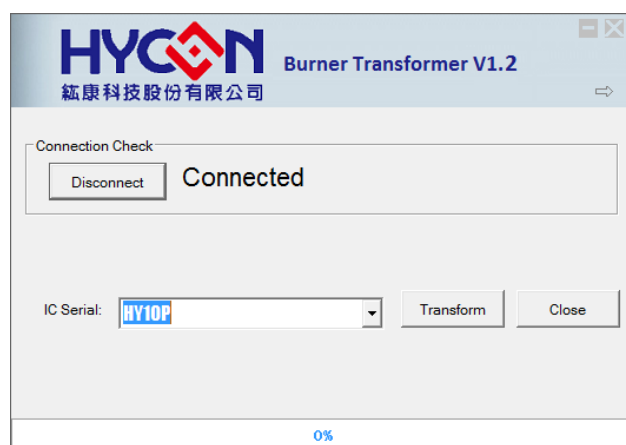 HYCON
Burner Transformer V1.2
紘康科技股份有限公司
Connection Check
Disconnect
Connected
IC Serial:
HY10P
Transform
Close
0%